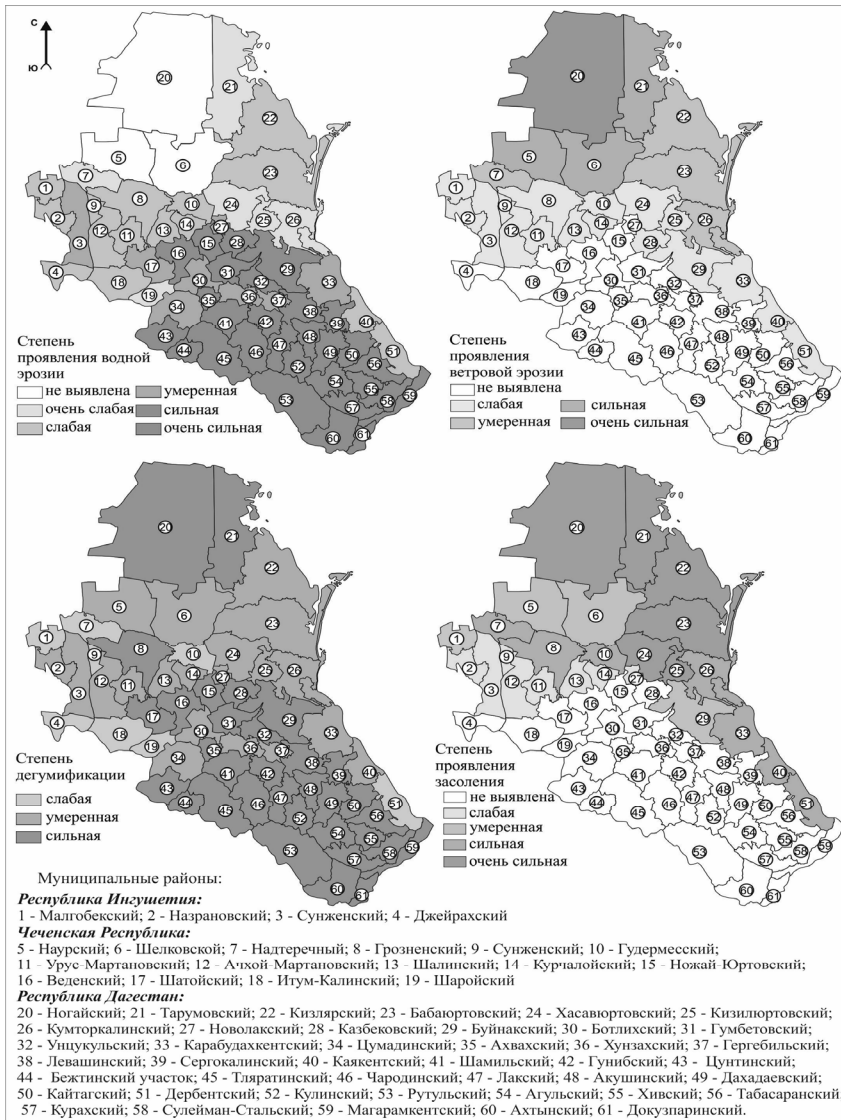 С
Ю
Степень
проявления водной
эрозии
не выявлена
очень слабая
слабая
умеренная
сильная
очень сильная
Степень
проявления
ветровой эрозии
не выявлена
слабая
умеренная
сильная
очень сильная
Степень
дегумификации
слабая
умеренная
сильная
Степень
проявления
засоления
не выявлена
слабая
умеренная
сильная
очень сильная
Муниципальные районы:
Республика Ингушетия:
1 - Малгобекский; 2 - Назрановский; 3 - Сунженский; 4 - Джейрахский
Чеченская Республика:
5 - Наурский; 6 - Шелковской; 7 - Надтеречный; 8 - Грозненский; 9 - Сунженский; 10 - Гудермесский;
11 - Урус-Мартановский; 12 - Ачхой-Мартановский; 13 - Шалинский; 14 - Курчалойский; 15 - Ножай-Юртовский;
16 - Веденский; 17 - Шатойский; 18 - Итум-Калинский; 19 - Шаройский
Республика Дагестан:
20 - Ногайский; 21 - Тарумовский; 22 - Кизлярский; 23 - Бабаюртовский; 24 - Хасавюртовский; 25 - Кизилюртовский;
26 - Кумторкалинский; 27 - Новолакский; 28 - Казбековский; 29 - Буйнакский; 30 - Ботлихский; 31 - Гумбетовский;
32 - Унцукульский; 33 - Карабудахкентский; 34 - Цумадинский; 35 - Ахвахский; 36 - Хунзахский; 37 - Гергебильский;
38 - Левашинский; 39 - Сергокалинский; 40 - Каякентский; 41 - Шамильский; 42 - Гунибский; 43 - Цунтинский;
44 - Бежтинский участок; 45 - Тляратинский; 46 - Чародинский; 47 - Лакский; 48 - Акушинский; 49 - Дахадаевский;
50 - Кайтагский; 51 - Дербентский; 52 - Кулинский; 53 - Рутульский; 54 - Агульский; 55 - Хивский; 56 - Табасаранский;
57 - Курахский; 58 - Сулейман-Стальский; 59 - Магарамкентский; 60 - Ахтынский; 61 - Докузпаринский.